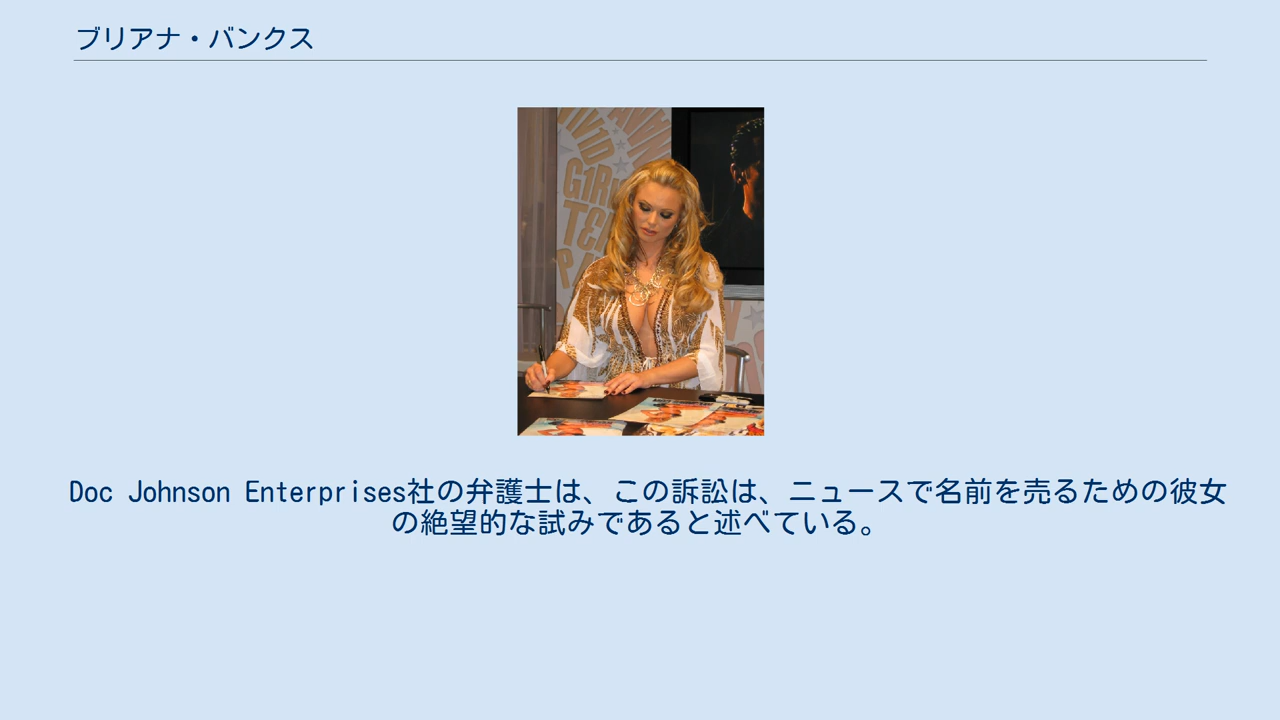 ブリアナ・バンクス
VIVID
GIRL
Doc Johnson Enterprises社の弁護士は、この訴訟は、ニュースで名前を売るための彼女
の絶望的な試みであると述べている。